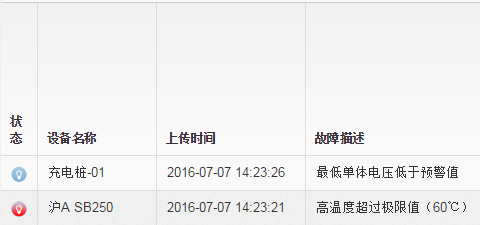 状态 设备名称 上传时间 故障描述
充电桩-01 2016-07-07 14:23:26 最低单体电压低于预警值
沪A SB250 2016-07-07 14:23:21 高温度超过极限值（60℃）